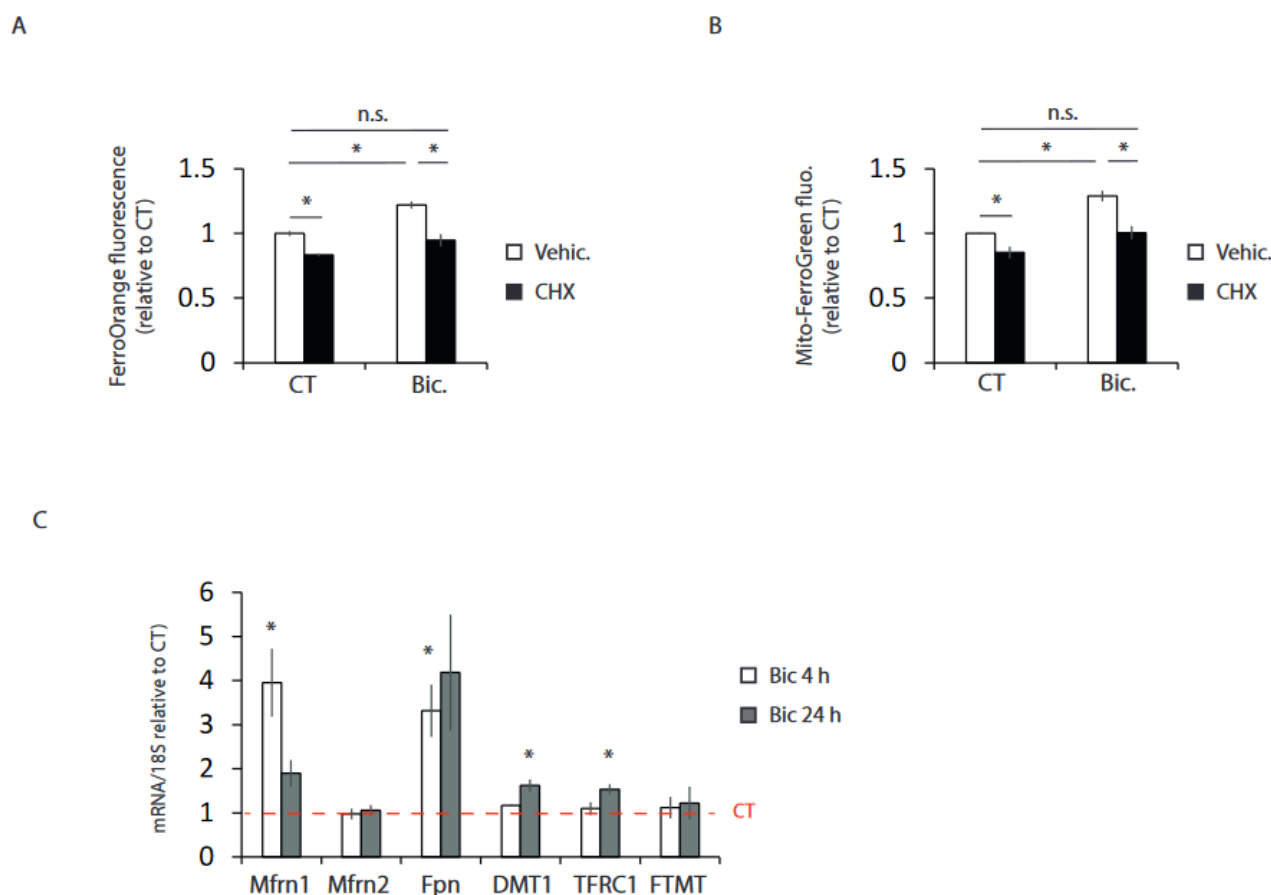 A
B
n.s.
*
*
*
FerroOrange fluorescence
(relative to CT)
1.5
1
0.5
0
CT
Bic.
Vehic.
CHX
n.s.
*
*
*
Mito-FerroGreen fluo.
(relative to CT)
1.5
1
0.5
0
CT
Bic.
Vehic.
CHX
C
mRNA/18S relative to CT)
6
5
4
3
2
1
0
*
*
*
*
Mfrn1 Mfrn2 Fpn DMT1 TFRC1 FTMT
Bic 4 h
Bic 24 h
CT